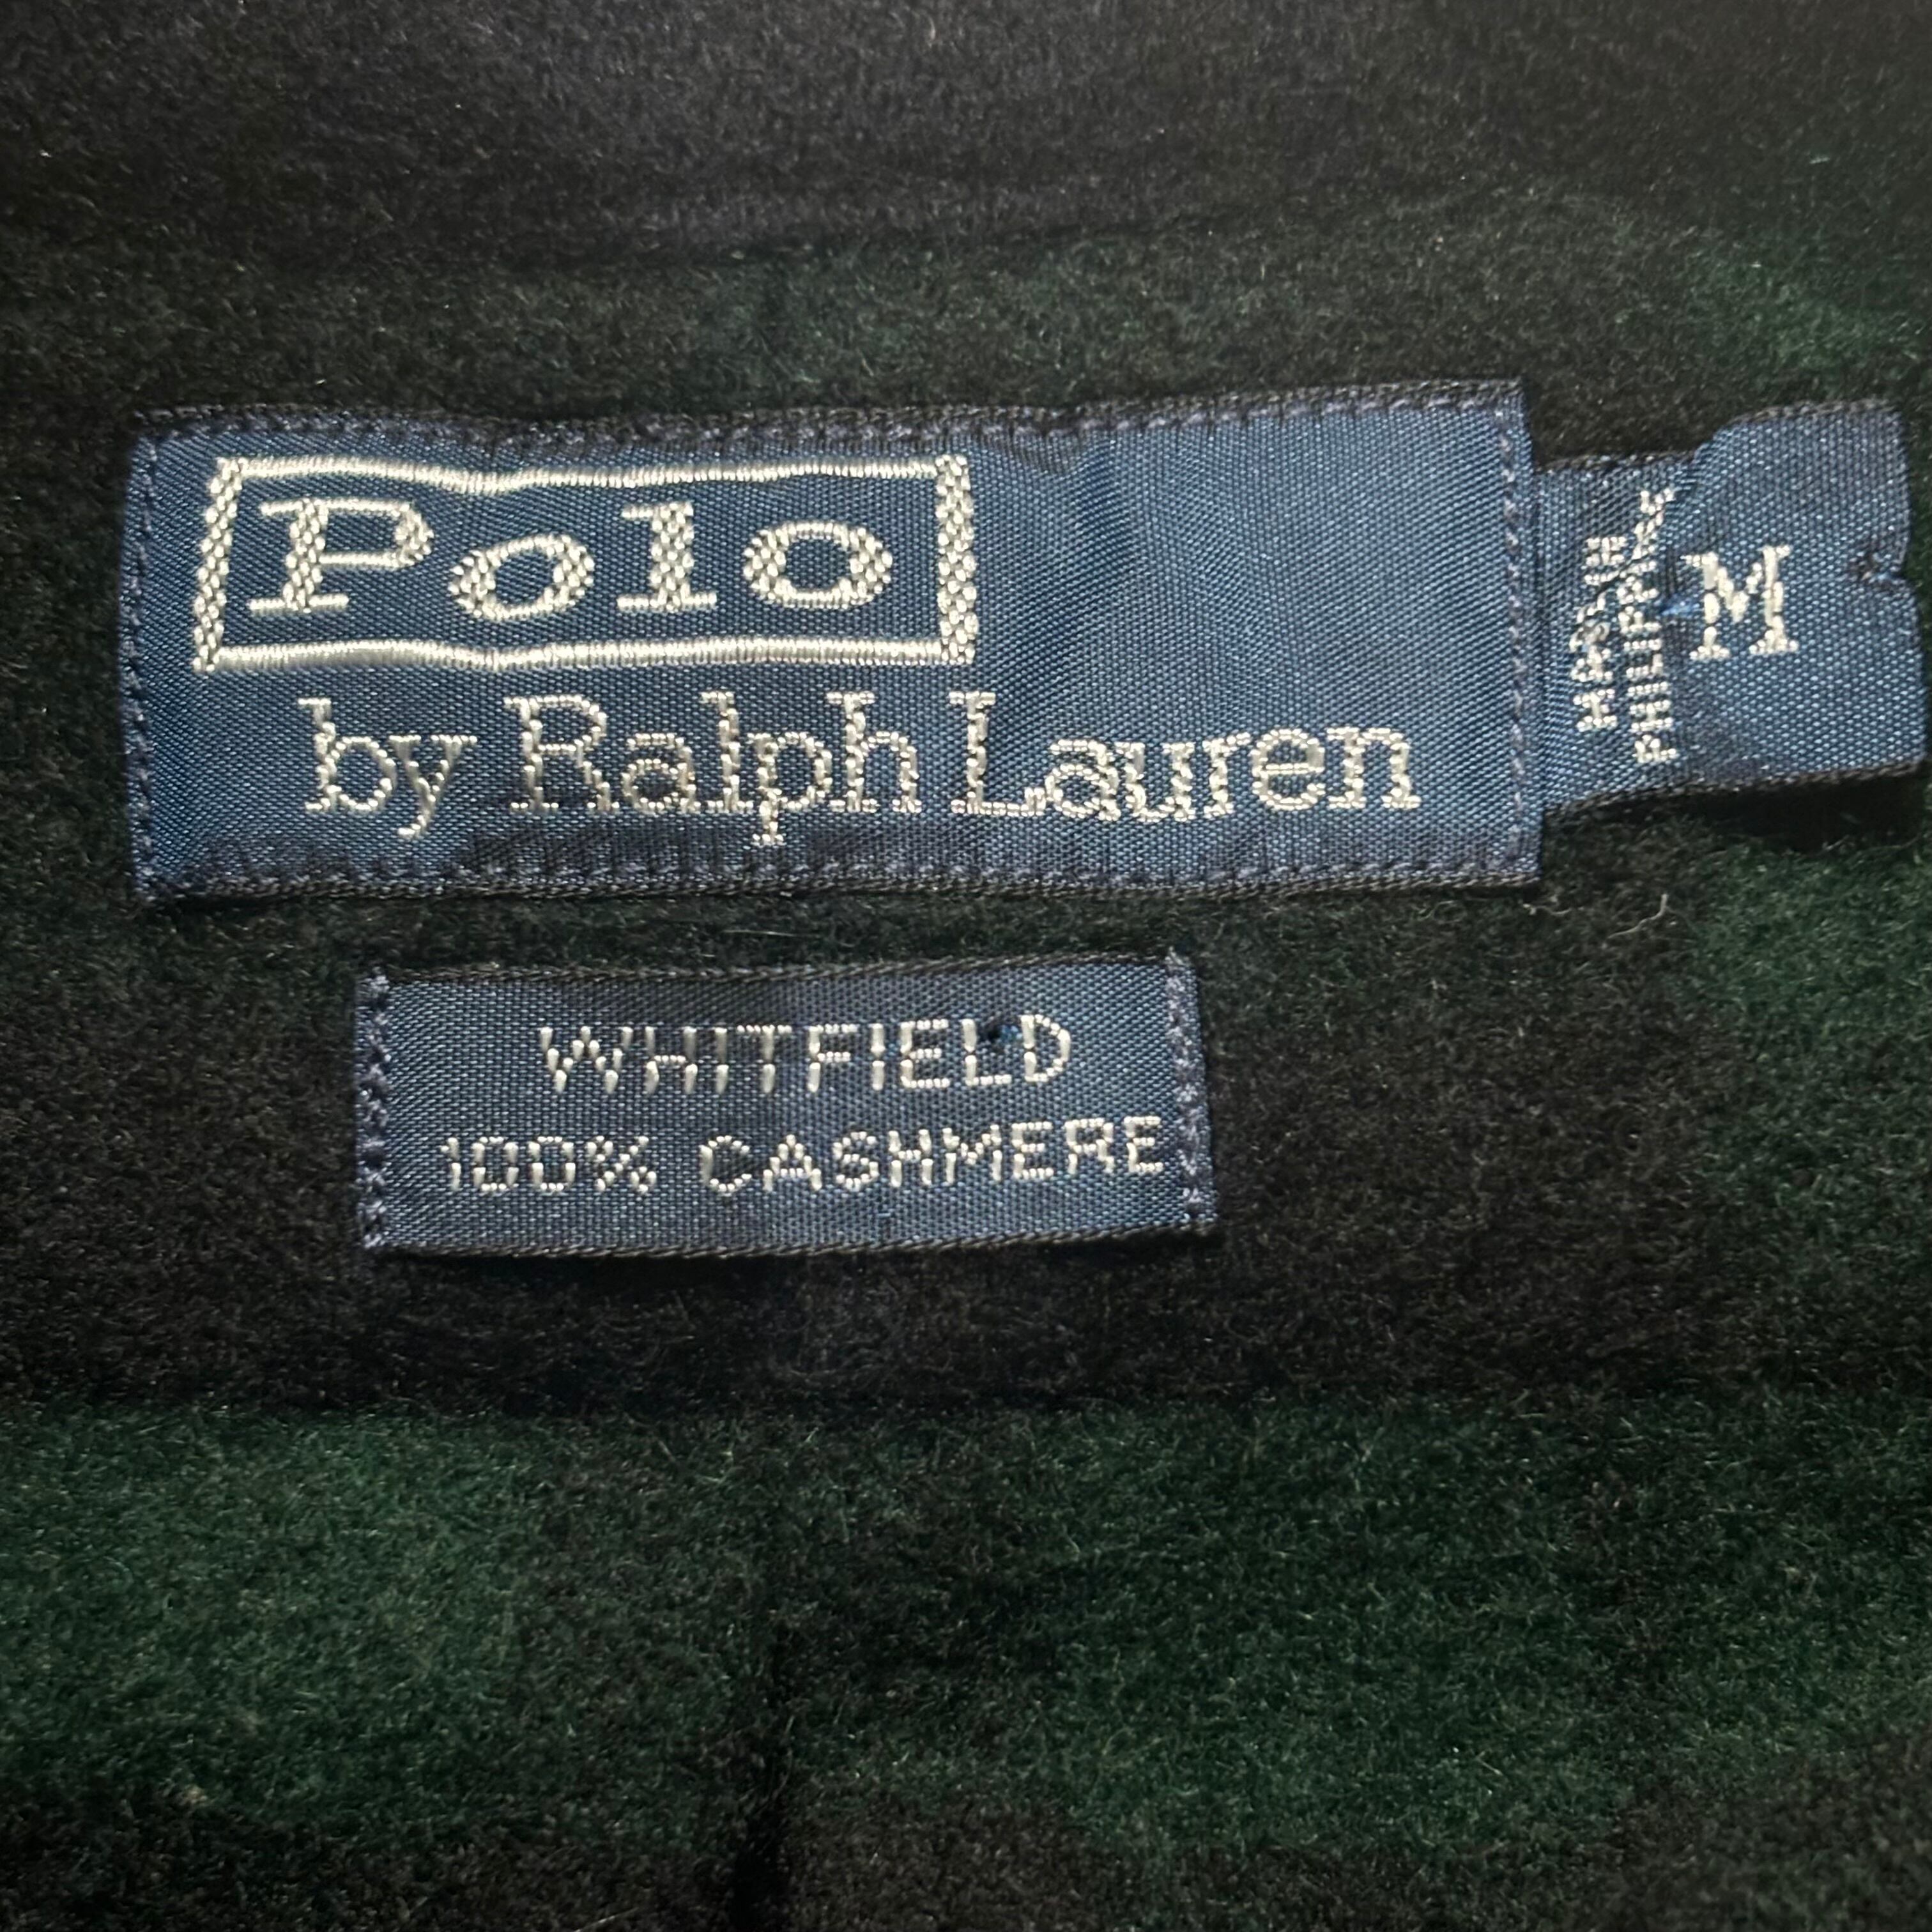 Polo
by Ralph Lauren
M
WHITFIELD
100% CASHMERE